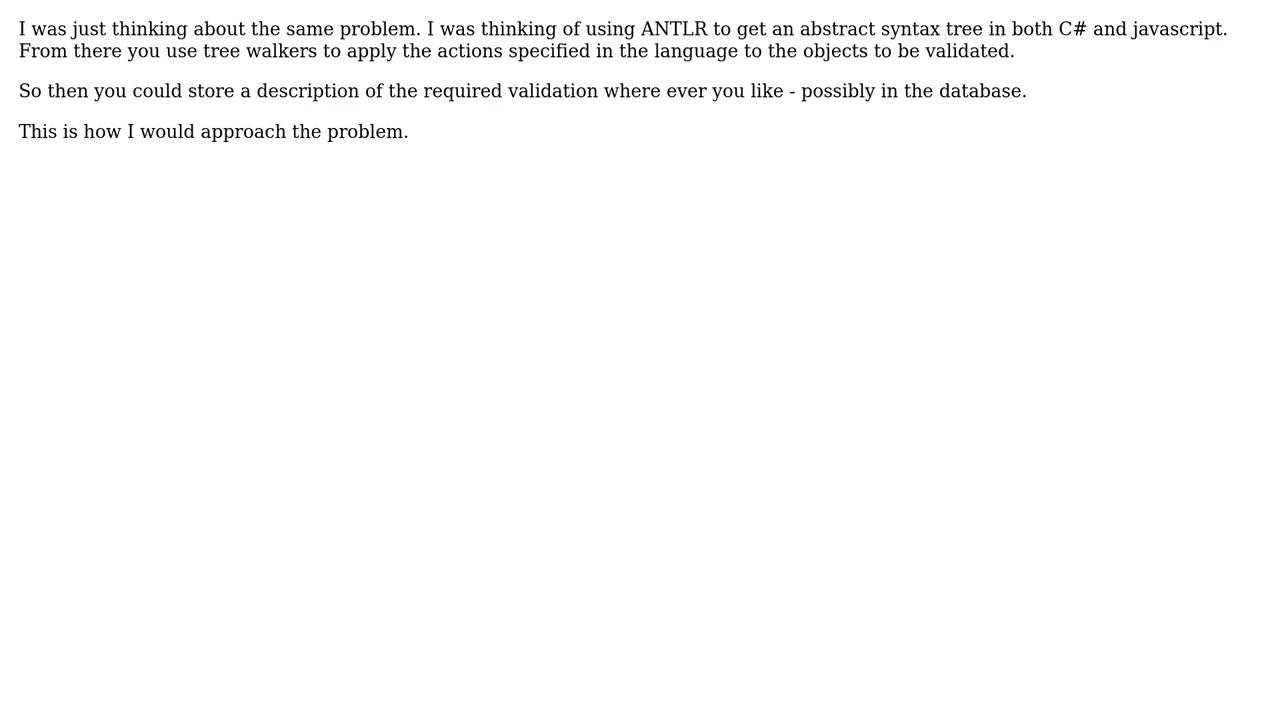 I was just thinking about the same problem. I was thinking of using ANTLR to get an abstract syntax tree in both C# and javascript.
From there you use tree walkers to apply the actions specified in the language to the objects to be validated.
So then you could store a description of the required validation where ever you like - possibly in the database.
This is how I would approach the problem.